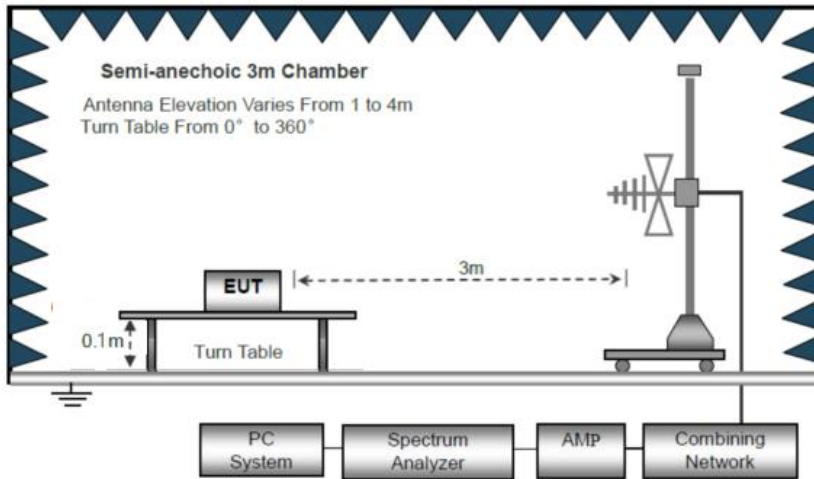 Semi-anechoic 3m Chamber
Antenna Elevation Varies From 1 to 4m
Turn Table From 0° to 360°
3m
EUT
0.1m
Turn Table
PC
System
Spectrum
Analyzer
AMP
Combining
Network